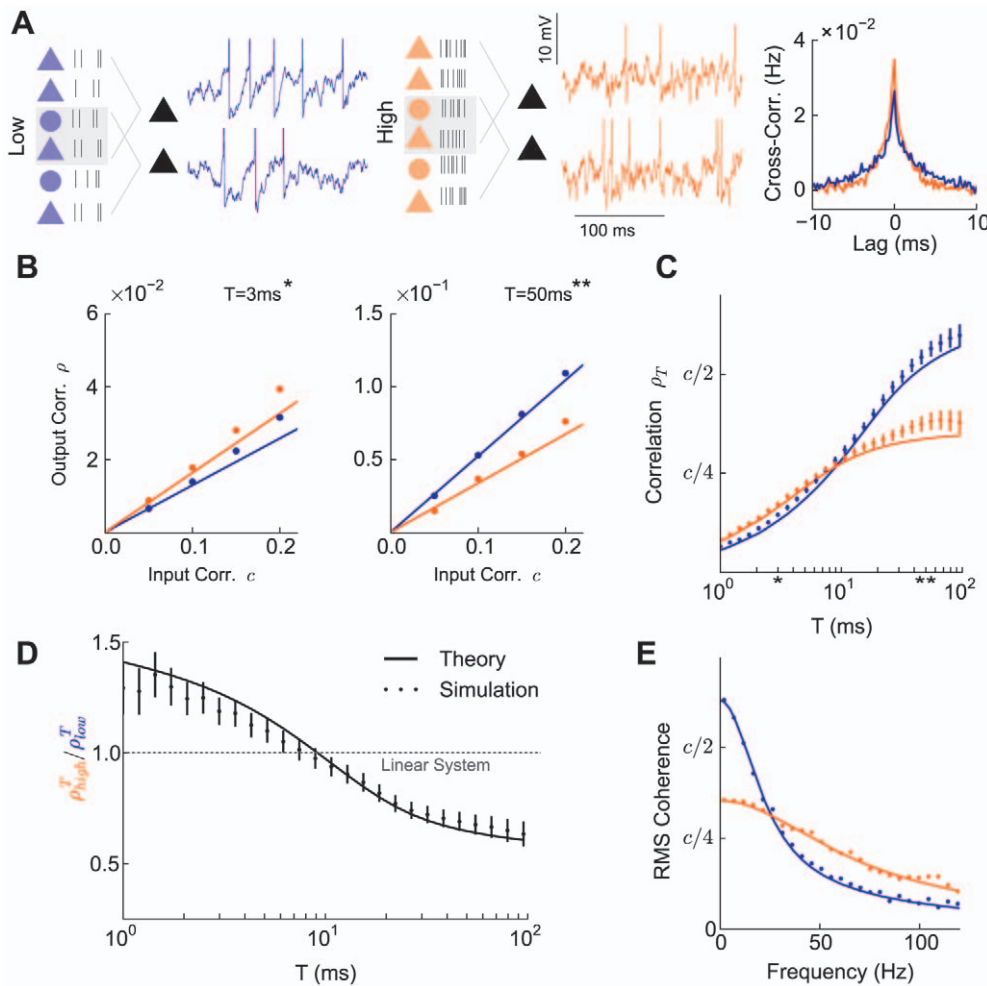 A
Low
High
10 mV
100 ms
×10⁻²
4
2
0
Cross-Corr. (Hz)
−10 0 10
Lag (ms)
B
×10⁻² T=3ms*
6
4
2
Output Corr. ρ
0.0 0.1 0.2
Input Corr. c
×10⁻¹ T=50ms**
1.5
1.0
0.5
0.0 0.1 0.2
Input Corr. c
C
Correlation ρ_T
c/2
c/4
10⁰ * 10¹ ** 10²
T (ms)
D
1.5
1.0
0.5
ρ^T_high/ρ^T_low
Theory
Simulation
Linear System
10⁰ 10¹ 10²
T (ms)
E
RMS Coherence
c/2
c/4
0
0 50 100
Frequency (Hz)